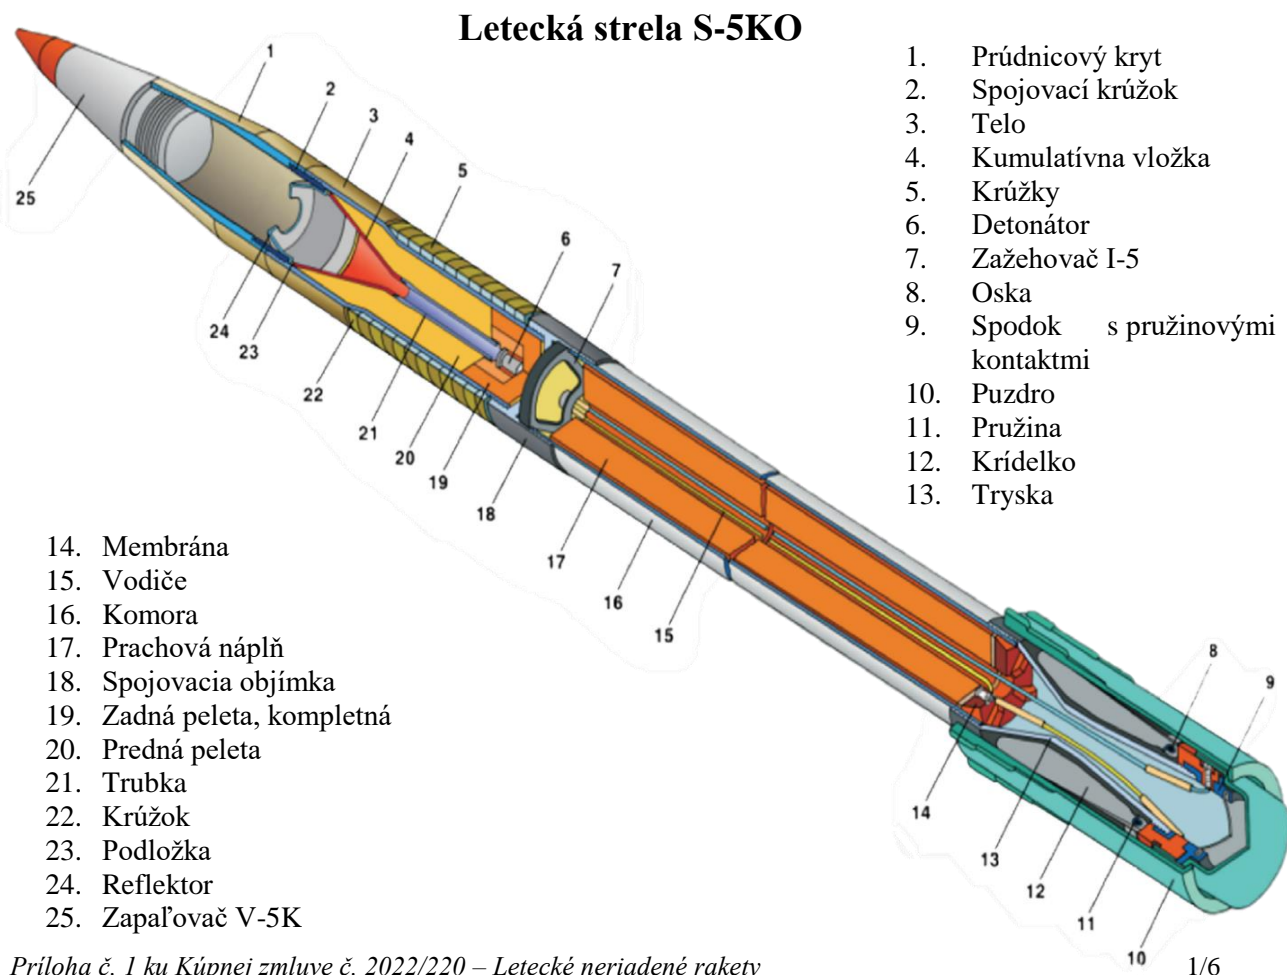 Letecká strela S-5KO
1. Prúdnicový kryt
2. Spojovací krúžok
3. Telo
4. Kumulatívna vložka
5. Krúžky
6. Detonátor
7. Zažehovač I-5
8. Oska
9. Spodok s pružinovými
kontaktmi
10. Puzdro
11. Pružina
12. Krídelko
13. Tryska
14. Membrána
15. Vodiče
16. Komora
17. Prachová náplň
18. Spojovacia objímka
19. Zadná peleta, kompletná
20. Predná peleta
21. Trubka
22. Krúžok
23. Podložka
24. Reflektor
25. Zapaľovač V-5K
1
2
3
4
5
6
7
8
9
10
11
12
13
14
15
16
17
18
19
20
21
22
23
24
25
Príloha č. 1 ku Kúpnej zmluve č. 2022/220 – Letecké neriadené rakety 1/6